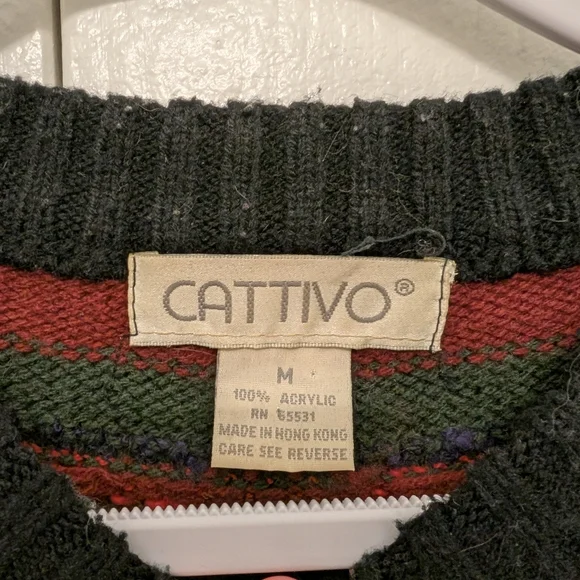 CATTIVO®
M
100% ACRYLIC
RN 65531
MADE IN HONG KONG
CARE SEE REVERSE